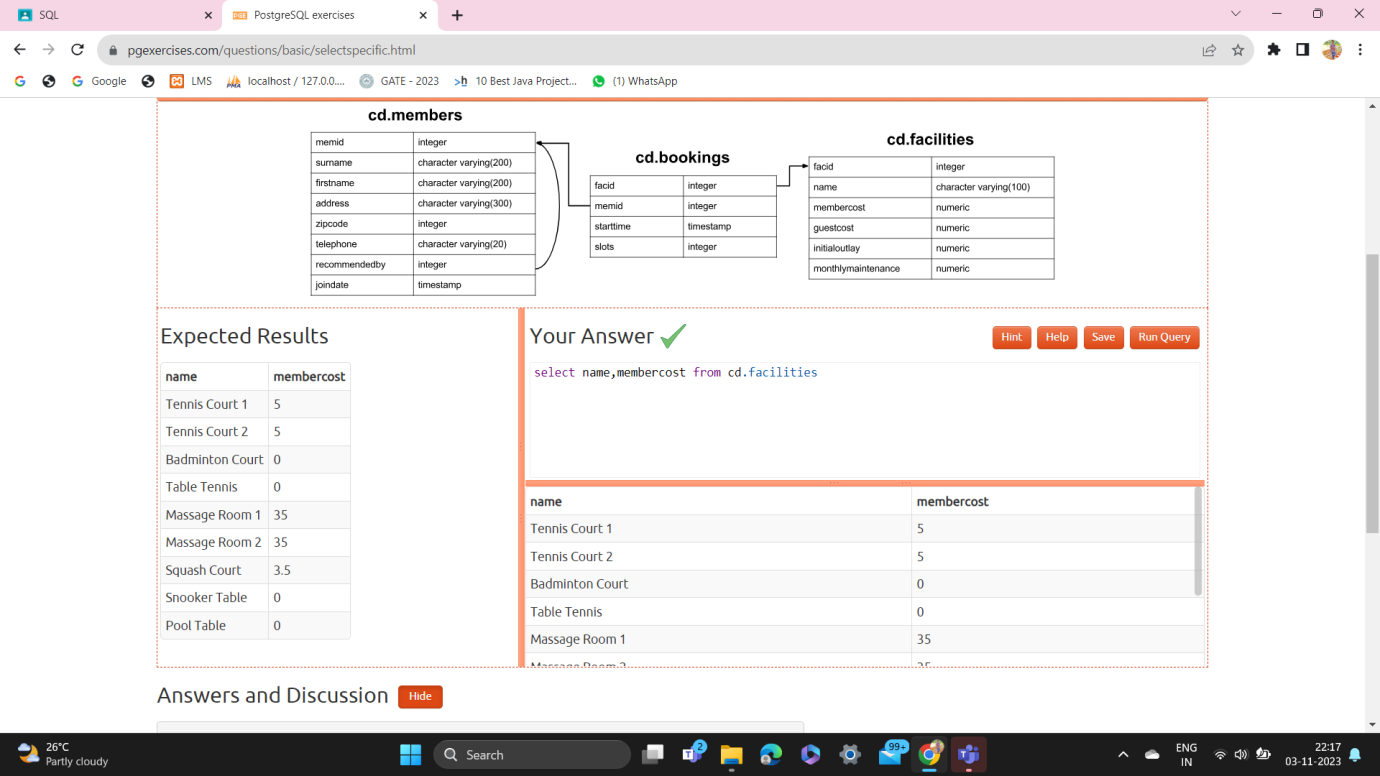 SQL
PostgreSQL exercises
pgexercises.com/questions/basic/selectspecific.html
Google
LMS
localhost / 127.0.0....
GATE - 2023
>h 10 Best Java Project...
(1) WhatsApp
cd.members
memid integer
surname character varying(200)
firstname character varying(200)
address character varying(300)
zipcode integer
telephone character varying(20)
recommendedby integer
joindate timestamp
cd.bookings
facid integer
memid integer
starttime timestamp
slots integer
cd.facilities
facid integer
name character varying(100)
membercost numeric
guestcost numeric
initialoutlay numeric
monthlymaintenance numeric
Expected Results
name membercost
Tennis Court 1 5
Tennis Court 2 5
Badminton Court 0
Table Tennis 0
Massage Room 1 35
Massage Room 2 35
Squash Court 3.5
Snooker Table 0
Pool Table 0
Your Answer
Hint Help Save Run Query
select name,membercost from cd.facilities
name membercost
Tennis Court 1 5
Tennis Court 2 5
Badminton Court 0
Table Tennis 0
Massage Room 1 35
Massage Room 2 35
Answers and Discussion Hide
26°C
Partly cloudy
Search
2
99+
ENG
IN
22:17
03-11-2023